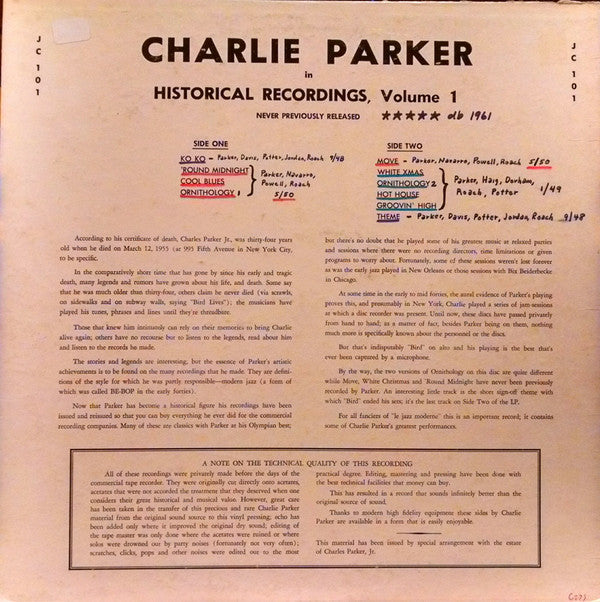 J C 1 0 1
CHARLIE PARKER
in
HISTORICAL RECORDINGS, Volume 1
NEVER PREVIOUSLY RELEASED ★★★★★ db 1961
J C 1 0 1
SIDE ONE
KO KO - Parker, Davis, Potter, Jordan, Roach 9/48
'ROUND MIDNIGHT
COOL BLUES
ORNITHOLOGY 1
Parker, Navarro,
Powell, Roach
5/50
SIDE TWO
MOVE - Parker, Navarro, Powell, Roach 5/50
WHITE XMAS
ORNITHOLOGY 2
HOT HOUSE
GROOVIN' HIGH
Parker, Haig, Dorham,
Roach, Potter 1/49
THEME - Parker, Davis, Potter, Jordan, Roach 9/48
According to his certificate of death, Charles Parker Jr., was thirty-four years
old when he died on March 12, 1955 (at 995 Fifth Avenue in New York City,
to be specific.
In the comparatively short time that has gone by since his early and tragic
death, many legends and rumors have grown about his life, and death. Some say
that he was much older than thirty-four, others claim he never died (via scrawls,
on sidewalks and on subway walls, saying "Bird Lives"); the musicians have
played his tunes, phrases and lines until they're threadbare.
Those that knew him intimately can rely on their memories to bring Charlie
alive again; others have no recourse but to listen to the legends, read about him
and listen to the records he made.
The stories and legends are interesting, but the essence of Parker's artistic
achievements is to be found on the many recordings that he made. They are defini-
tions of the style for which he was partly responsible—modern jazz (a form of
which was called BE-BOP in the early forties).
Now that Parker has become a historical figure his recordings have been
issued and reissued so that you can buy everything he ever did for the commercial
recording companies. Many of these are classics with Parker at his Olympian best;
but there's no doubt that he played some of his greatest music at relaxed parties
and sessions where there were no recording directors, time limitations or given
programs to worry about. Fortunately, some of these sessions weren't lost forever
as was the early jazz played in New Orleans or those sessions with Bix Beiderbecke
in Chicago.
At some time in the early to mid forties, the aural evidence of Parker's playing
proves this, and presumably in New York, Charlie played a series of jam-sessions
at which a disc recorder was present. Until now, these discs have passed privately
from hand to hand; as a matter of fact, besides Parker being on them, nothing
much more is specifically known about the personnel or the discs.
But that's indisputably 'Bird' on alto and his playing is the best that's
ever been captured by a microphone.
By the way, the two versions of Ornithology on this disc are quite different
while Move, White Christmas and 'Round Midnight have never been previously
recorded by Parker. An interesting little track is the short sign-off theme with
which "Bird" ended his sets; it's the last track on Side Two of the LP.
For all fanciers of "le jazz moderne" this is an important record; it contains
some of Charlie Parker's greatest performances.
A NOTE ON THE TECHNICAL QUALITY OF THIS RECORDING
All of these recordings were privately made before the days of the
commercial tape recorder. They were originally cut directly onto acetates,
acetates that were not accorded the treatment that they deserved when one
considers their great historical and musical value. However, great care
has been taken in the transfer of this precious and rare Charlie Parker
material from the original sound source to this vinyl pressing; echo has
been added only where it improved the original dry sound; editing of
the tape master was only done where the acetates were ruined or where
solos were drowned out by party noises (fortunately not very often);
scratches, clicks, pops and other noises were edited out to the most
practical degree. Editing, mastering and pressing have been done with
the best technical facilities that money can buy.
This has resulted in a record that sounds infinitely better than the
original source of sound.
Thanks to modern high fidelity equipment these sides by Charlie
Parker are available in a form that is easily enjoyable.
This material has been issued by special arrangement with the estate
of Charles Parker, Jr.